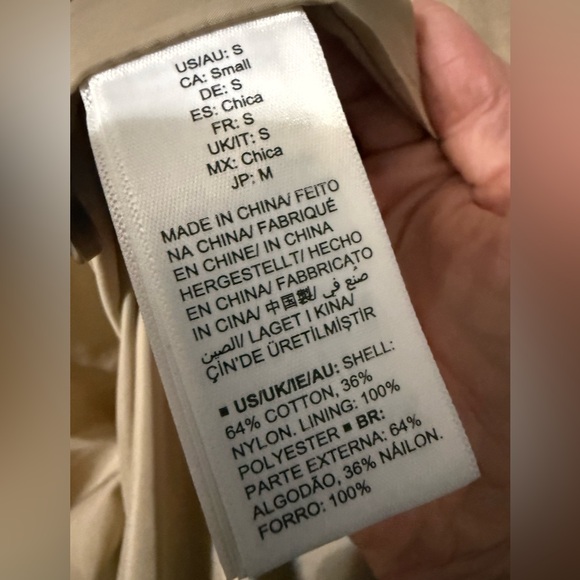 US/AU: S
CA: Small
DE: S
ES: Chica
FR: S
UK/IT: S
MX: Chica
JP: M
MADE IN CHINA/ FEITO
NA CHINA/ FABRIQUÉ
EN CHINE/ IN CHINA
HERGESTELLT/ HECHO
EN CHINA/ FABBRICATO
IN CINA/ 中国製/ صنع في
الصين/ LAGET I KINA/
ÇİN'DE ÜRETİLMİŞTİR
■ US/UK/IE/AU: SHELL:
64% COTTON, 36%
NYLON. LINING: 100%
POLYESTER ■ BR:
PARTE EXTERNA: 64%
ALGODÃO, 36% NÁILON.
FORRO: 100%